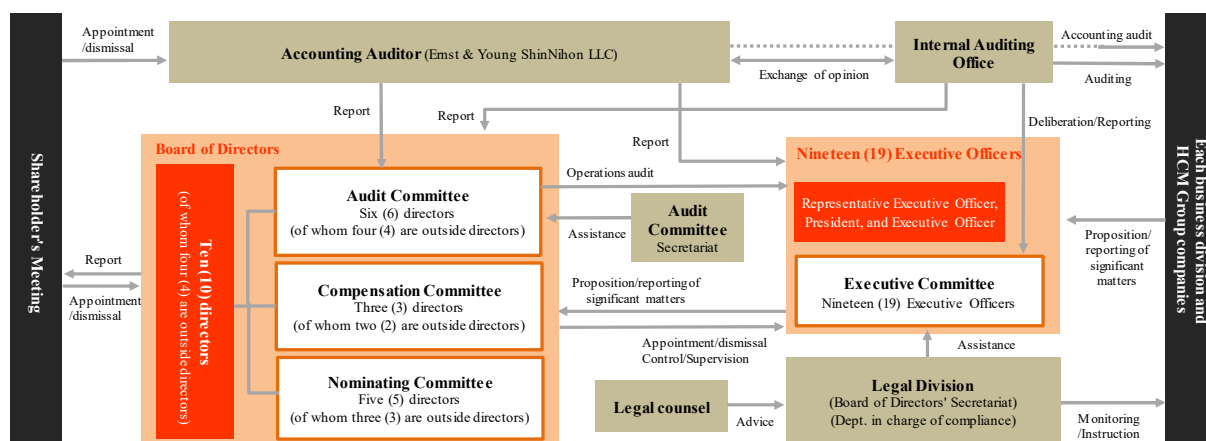 Shareholder's Meeting
Appointment
/dismissal
Accounting Auditor (Ernst & Young ShinNihon LLC)
Exchange of opinion
Internal Auditing
Office
Accounting audit
Auditing
Each business division and
HCM Group companies
Report
Report
Report
Deliberation/Reporting
Board of Directors
Ten (10) directors
(of whom four (4) are outside
directors)
Audit Committee
Six (6) directors
(of whom four (4) are outside directors)
Operations audit
Assistance
Audit
Committee
Secretariat
Nineteen (19) Executive Officers
Representative Executive Officer,
President, and Executive Officer
Proposition/
reporting of
significant
matters
Report
Appointment
/dismissal
Compensation Committee
Three (3) directors
(of whom two (2) are outside directors)
Proposition/reporting of
significant matters
Executive Committee
Nineteen (19) Executive Officers
Appointment/dismissal
Control/Supervision
Assistance
Nominating Committee
Five (5) directors
(of whom three (3) are outside directors)
Legal counsel
Advice
Legal Division
(Board of Directors' Secretariat)
(Dept. in charge of compliance)
Monitoring
/Instruction